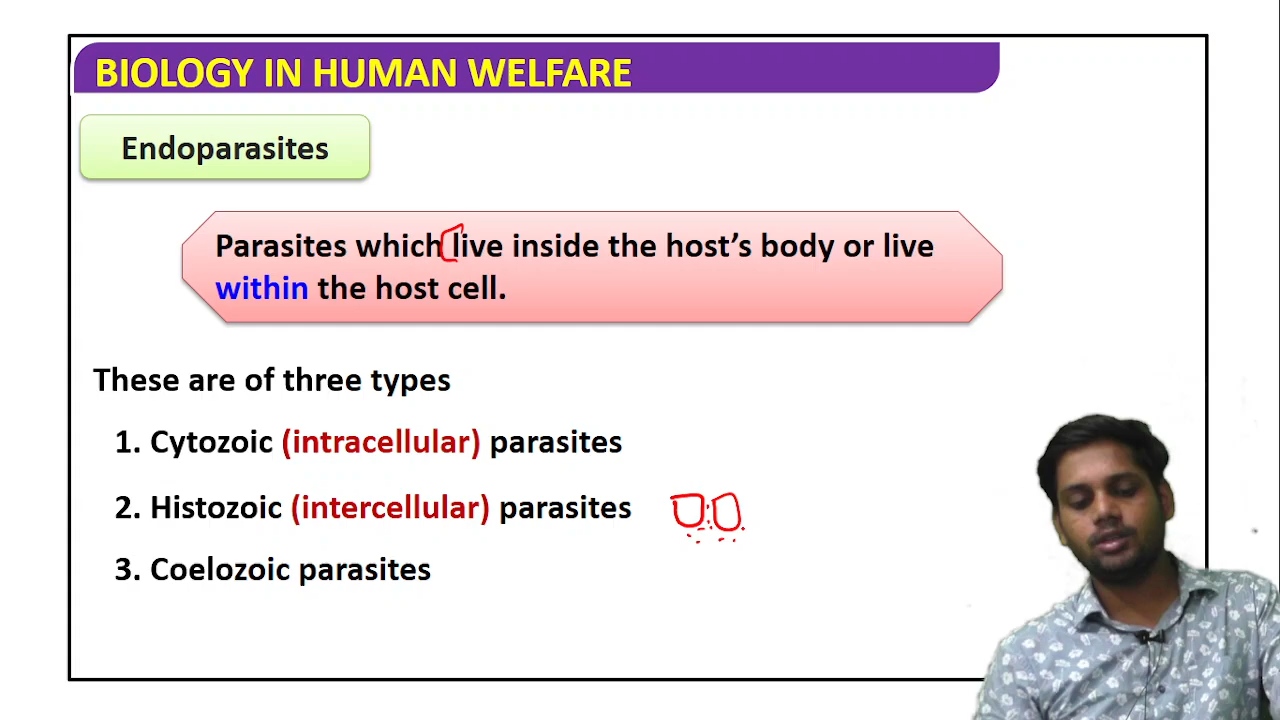 BIOLOGY IN HUMAN WELFARE
Endoparasites
Parasites which live inside the host’s body or live
within the host cell.
These are of three types
1. Cytozoic (intracellular) parasites
2. Histozoic (intercellular) parasites
3. Coelozoic parasites